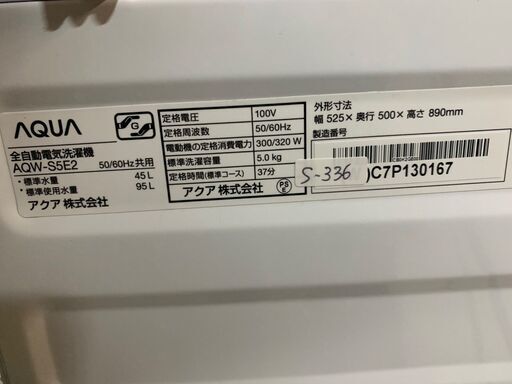 AQUA
G
全自動電気洗濯機
AQW-S5E2 50/60Hz共用
・標準水量 45L
・標準使用水量 95L
アクア 株式会社
定格電圧 100V
定格周波数 50/60Hz
電動機の定格消費電力 300/320 W
標準洗濯容量 5.0 kg
定格時間(標準コース) 37分
アクア 株式会社
PS
E
S-336
外形寸法
幅 525× 奥行 500× 高さ 890mm
製造番号
C7P130167